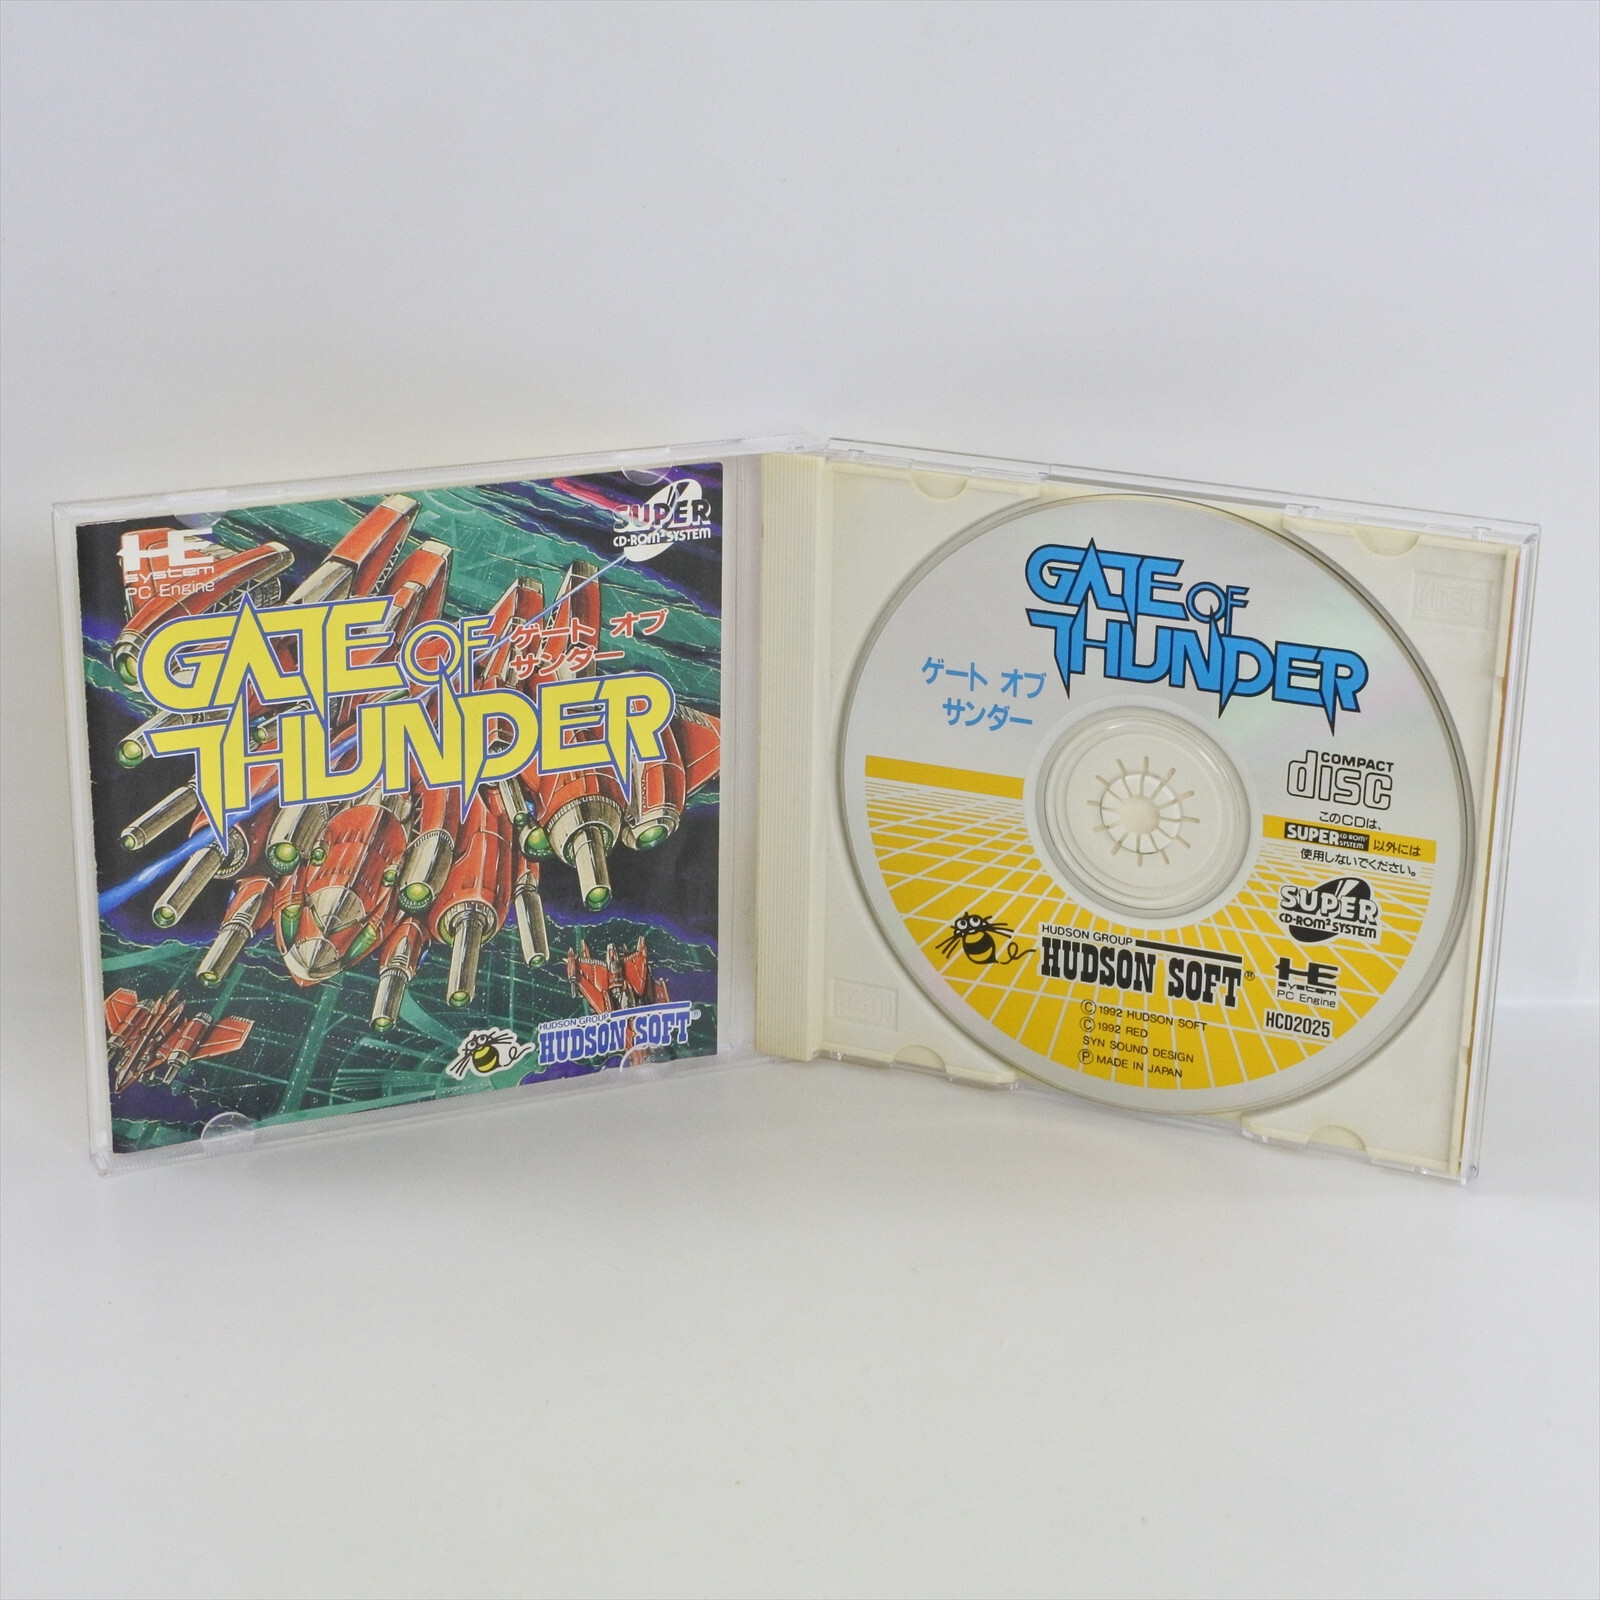 HE
system
PC Engine
SUPER
CD-ROM² SYSTEM
GATE OF
THUNDER
ゲート オブ
サンダー
HUDSON GROUP
HUDSON SOFT®
GATE OF
THUNDER
ゲート オブ
サンダー
COMPACT
disc
このCDは、
SUPER CD-ROM² SYSTEM 以外には
使用しないでください。
SUPER
CD-ROM² SYSTEM
HUDSON GROUP
HUDSON SOFT®
HE
system
PC Engine
HCD2025
Ⓒ1992 HUDSON SOFT
Ⓒ1992 RED
SYN SOUND DESIGN
Ⓟ MADE IN JAPAN